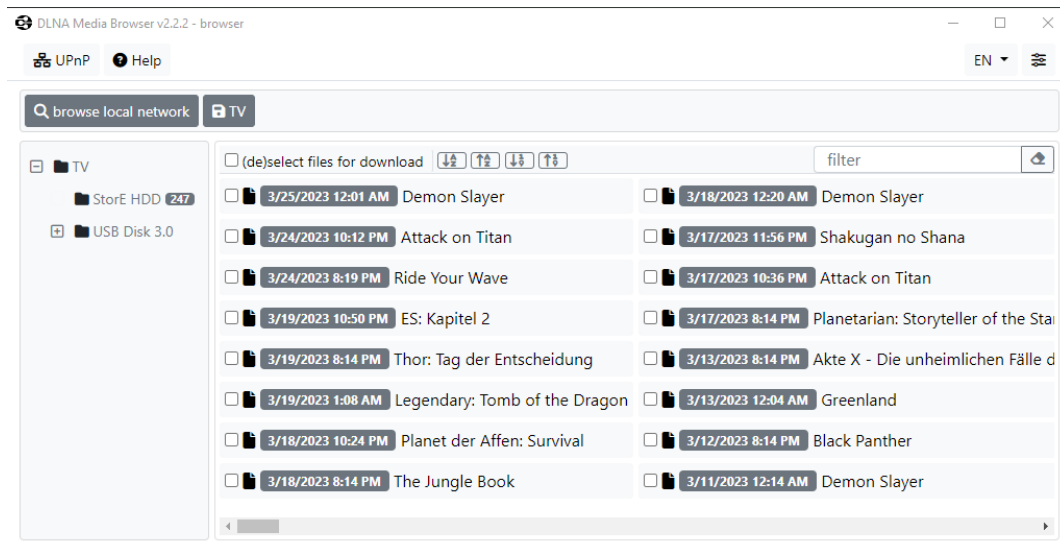 DLNA Media Browser v2.2.2 - browser
UPnP Help EN
browse local network TV
TV
StorE HDD 247
USB Disk 3.0
(de)select files for download filter
3/25/2023 12:01 AM Demon Slayer
3/24/2023 10:12 PM Attack on Titan
3/24/2023 8:19 PM Ride Your Wave
3/19/2023 10:50 PM ES: Kapitel 2
3/19/2023 8:14 PM Thor: Tag der Entscheidung
3/19/2023 1:08 AM Legendary: Tomb of the Dragon
3/18/2023 10:24 PM Planet der Affen: Survival
3/18/2023 8:14 PM The Jungle Book
3/18/2023 12:20 AM Demon Slayer
3/17/2023 11:56 PM Shakugan no Shana
3/17/2023 10:36 PM Attack on Titan
3/17/2023 8:14 PM Planetarian: Storyteller of the Sta
3/13/2023 8:14 PM Akte X - Die unheimlichen Fälle d
3/13/2023 12:04 AM Greenland
3/12/2023 8:14 PM Black Panther
3/11/2023 12:14 AM Demon Slayer